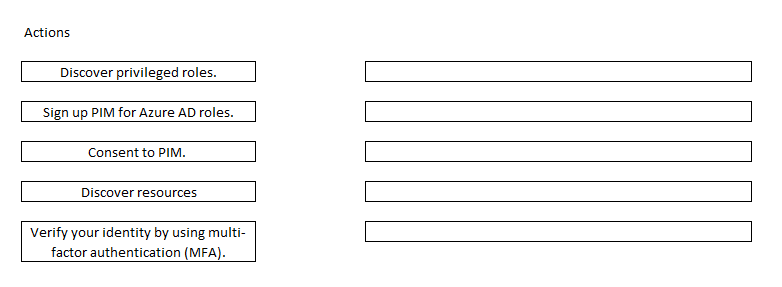 Actions
Discover privileged roles.
Sign up PIM for Azure AD roles.
Consent to PIM.
Discover resources
Verify your identity by using multi-
factor authentication (MFA).